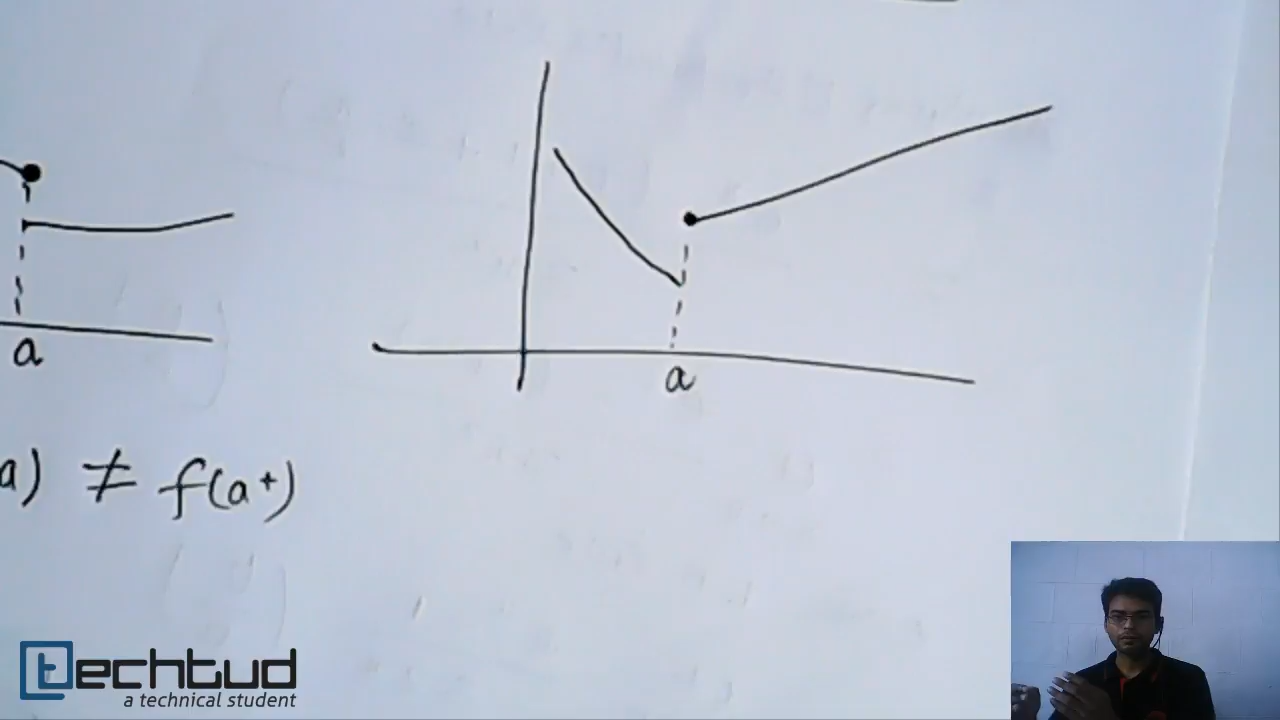 a
a
a) ≠ f(a⁺)
techtud
a technical student